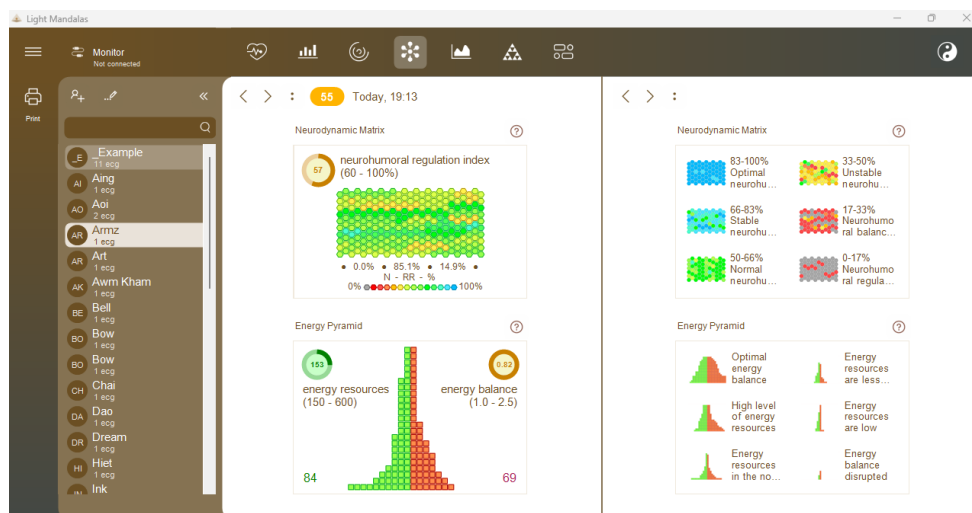 Light Mandalas
Monitor
Not connected
Print
_E
_Example
11 ecg
AI
Aing
1 ecg
AO
Aoi
2 ecg
AR
Armz
1 ecg
AR
Art
1 ecg
AK
Awm Kham
1 ecg
BE
Bell
1 ecg
BO
Bow
1 ecg
BO
Bow
1 ecg
CH
Chai
1 ecg
DA
Dao
1 ecg
DR
Dream
1 ecg
HI
Hiet
1 ecg
IN
Ink
55
Today, 19:13
Neurodynamic Matrix
?
57
neurohumoral regulation index
(60 - 100%)
• 0.0% • 85.1% • 14.9% •
N - RR - %
0%
100%
Energy Pyramid
?
153
energy resources
(150 - 600)
0.82
energy balance
(1.0 - 2.5)
84
69
Neurodynamic Matrix
?
83-100%
Optimal
neurohu...
33-50%
Unstable
neurohu...
66-83%
Stable
neurohu...
17-33%
Neurohumo
ral balanc...
50-66%
Normal
neurohu...
0-17%
Neurohumo
ral regula...
Energy Pyramid
?
Optimal
energy
balance
Energy
resources
are less...
High level
of energy
resources
Energy
resources
are low
Energy
resources
in the no...
Energy
balance
disrupted